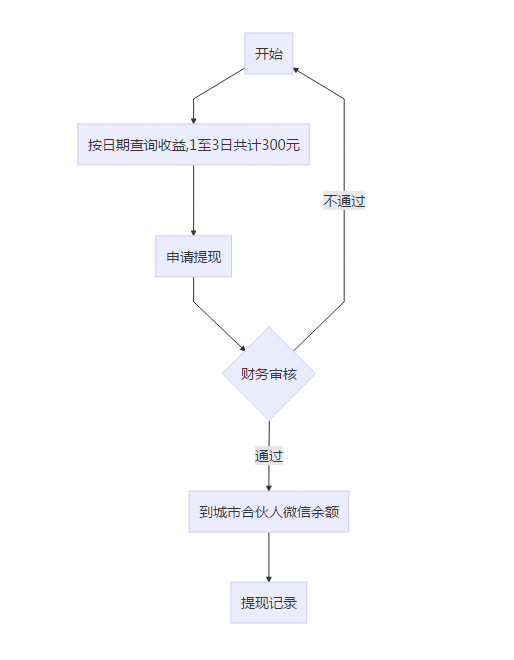 开始
按日期查询收益,1至3日共计300元
不通过
申请提现
财务审核
通过
到城市合伙人微信余额
提现记录